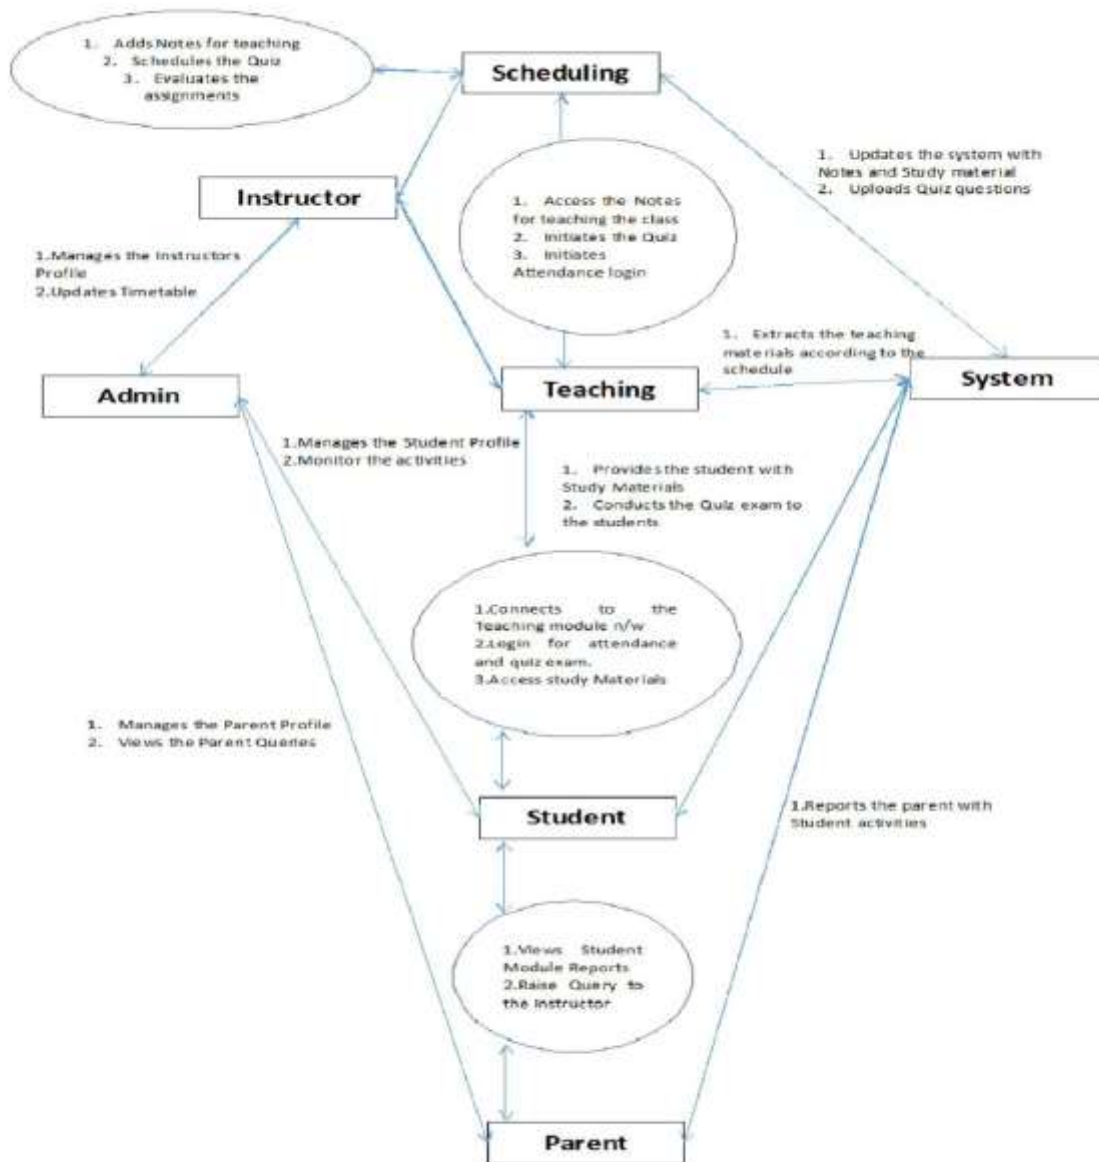 1. Adds Notes for teaching
2. Schedules the Quiz
3. Evaluates the
assignments
Scheduling
1. Updates the system with
Notes and Study material
2. Uploads Quiz questions
Instructor
1. Access the Notes
for teaching the class
2. Initiates the Quiz
3. Initiates
Attendance login
1.Manages the Instructors
Profile
2.Updates Timetable
1. Extracts the teaching
materials according to the
schedule
Admin
Teaching
System
1.Manages the Student Profile
2.Monitor the activities
1. Provides the student with
Study Materials
2. Conducts the Quiz exam to
the students
1.Connects to the
Teaching module n/w
2.Login for attendance
and quiz exam.
3.Access study Materials
1. Manages the Parent Profile
2. Views the Parent Queries
Student
1.Reports the parent with
Student activities
1.Views Student
Module Reports
2.Raise Query to
the Instructor
Parent